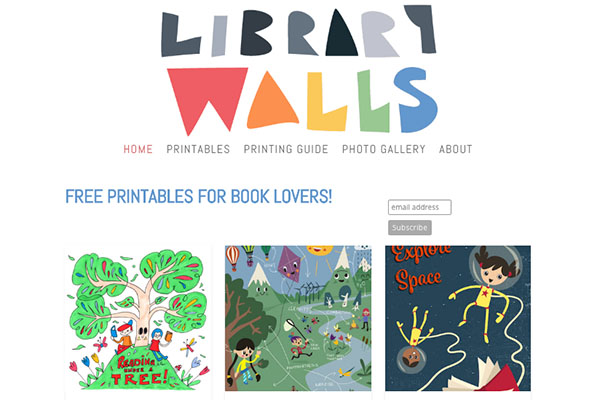 LIBRARY
WALLS
HOME PRINTABLES PRINTING GUIDE PHOTO GALLERY ABOUT
FREE PRINTABLES FOR BOOK LOVERS!
email address
Subscribe
READING
UNDER A
TREE!
Explore
Space